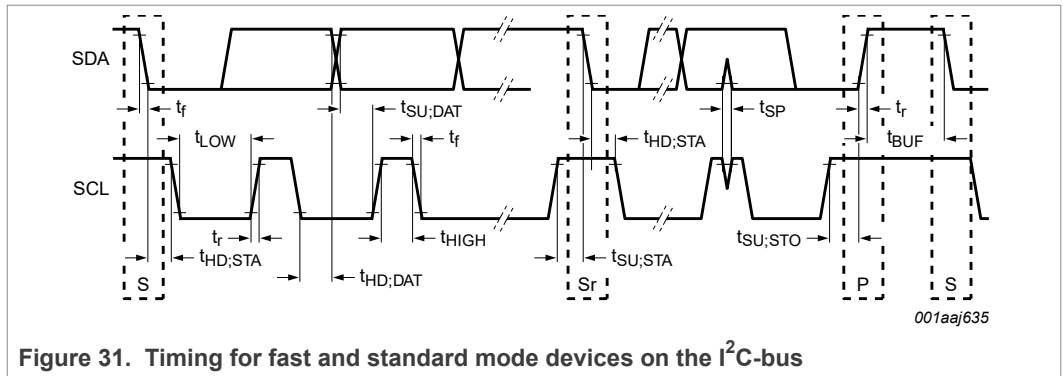 SDA
t_f
t_SU;DAT
t_SP
t_r
t_LOW
t_f
t_HD;STA
t_BUF
SCL
t_r
t_HIGH
t_SU;STO
t_HD;STA
t_HD;DAT
t_SU;STA
S
Sr
P
S
001aaj635
Figure 31. Timing for fast and standard mode devices on the I²C-bus